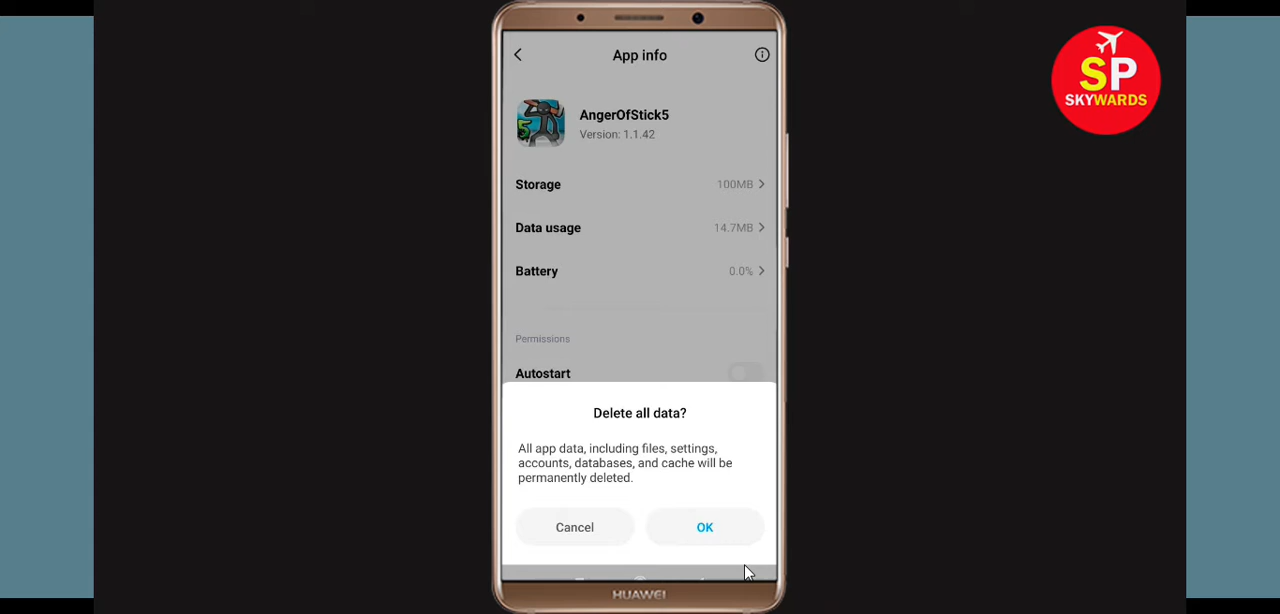 App info
SP
SKYWARDS
AngerOfStick5
Version: 1.1.42
5
Storage 100MB
Data usage 14.7MB
Battery 0.0%
Permissions
Autostart
Delete all data?
All app data, including files, settings,
accounts, databases, and cache will be
permanently deleted.
Cancel OK
HUAWEI